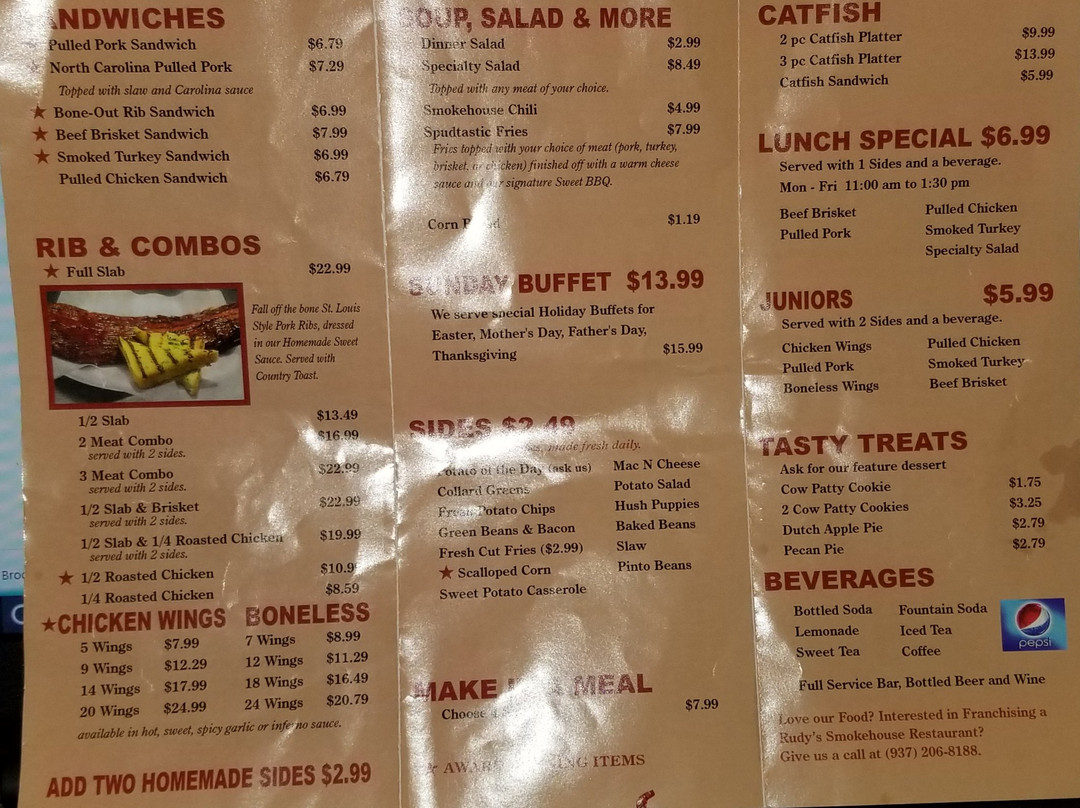 ANDWICHES
Pulled Pork Sandwich $6.79
North Carolina Pulled Pork $7.29
Topped with slaw and Carolina sauce
★ Bone-Out Rib Sandwich $6.99
★ Beef Brisket Sandwich $7.99
★ Smoked Turkey Sandwich $6.99
Pulled Chicken Sandwich $6.79
RIB & COMBOS
★ Full Slab $22.99
Fall off the bone St. Louis
Style Pork Ribs, dressed
in our Homemade Sweet
Sauce. Served with
Country Toast.
1/2 Slab $13.49
2 Meat Combo $16.99
served with 2 sides.
3 Meat Combo $22.99
served with 2 sides.
1/2 Slab & Brisket $22.99
served with 2 sides.
1/2 Slab & 1/4 Roasted Chicken $19.99
served with 2 sides.
★ 1/2 Roasted Chicken $10.9
1/4 Roasted Chicken $8.59
★CHICKEN WINGS BONELESS
5 Wings $7.99 7 Wings $8.99
9 Wings $12.29 12 Wings $11.29
14 Wings $17.99 18 Wings $16.49
20 Wings $24.99 24 Wings $20.79
available in hot, sweet, spicy garlic or inferno sauce.
ADD TWO HOMEMADE SIDES $2.99
SOUP, SALAD & MORE
Dinner Salad $2.99
Specialty Salad $8.49
Topped with any meat of your choice.
Smokehouse Chili $4.99
Spudtastic Fries $7.99
Fries topped with your choice of meat (pork, turkey,
brisket, or chicken) finished off with a warm cheese
sauce and our signature Sweet BBQ.
Corn $1.19
SUNDAY BUFFET $13.99
We serve special Holiday Buffets for
Easter, Mother's Day, Father's Day,
Thanksgiving $15.99
SIDES $2.49
made fresh daily.
Potato of the Day (ask us) Mac N Cheese
Collard Greens Potato Salad
Fresh Potato Chips Hush Puppies
Green Beans & Bacon Baked Beans
Fresh Cut Fries ($2.99) Slaw
★ Scalloped Corn Pinto Beans
Sweet Potato Casserole
MAKE A MEAL
Choose $7.99
★ ITEMS
CATFISH
2 pc Catfish Platter $9.99
3 pc Catfish Platter $13.99
Catfish Sandwich $5.99
LUNCH SPECIAL $6.99
Served with 1 Sides and a beverage.
Mon - Fri 11:00 am to 1:30 pm
Beef Brisket Pulled Chicken
Pulled Pork Smoked Turkey
Specialty Salad
JUNIORS $5.99
Served with 2 Sides and a beverage.
Chicken Wings Pulled Chicken
Pulled Pork Smoked Turkey
Boneless Wings Beef Brisket
TASTY TREATS
Ask for our feature dessert
Cow Patty Cookie $1.75
2 Cow Patty Cookies $3.25
Dutch Apple Pie $2.79
Pecan Pie $2.79
BEVERAGES
Bottled Soda Fountain Soda
Lemonade Iced Tea
Sweet Tea Coffee
pepsi
Full Service Bar, Bottled Beer and Wine
Love our Food? Interested in Franchising a
Rudy's Smokehouse Restaurant?
Give us a call at (937) 206-8188.